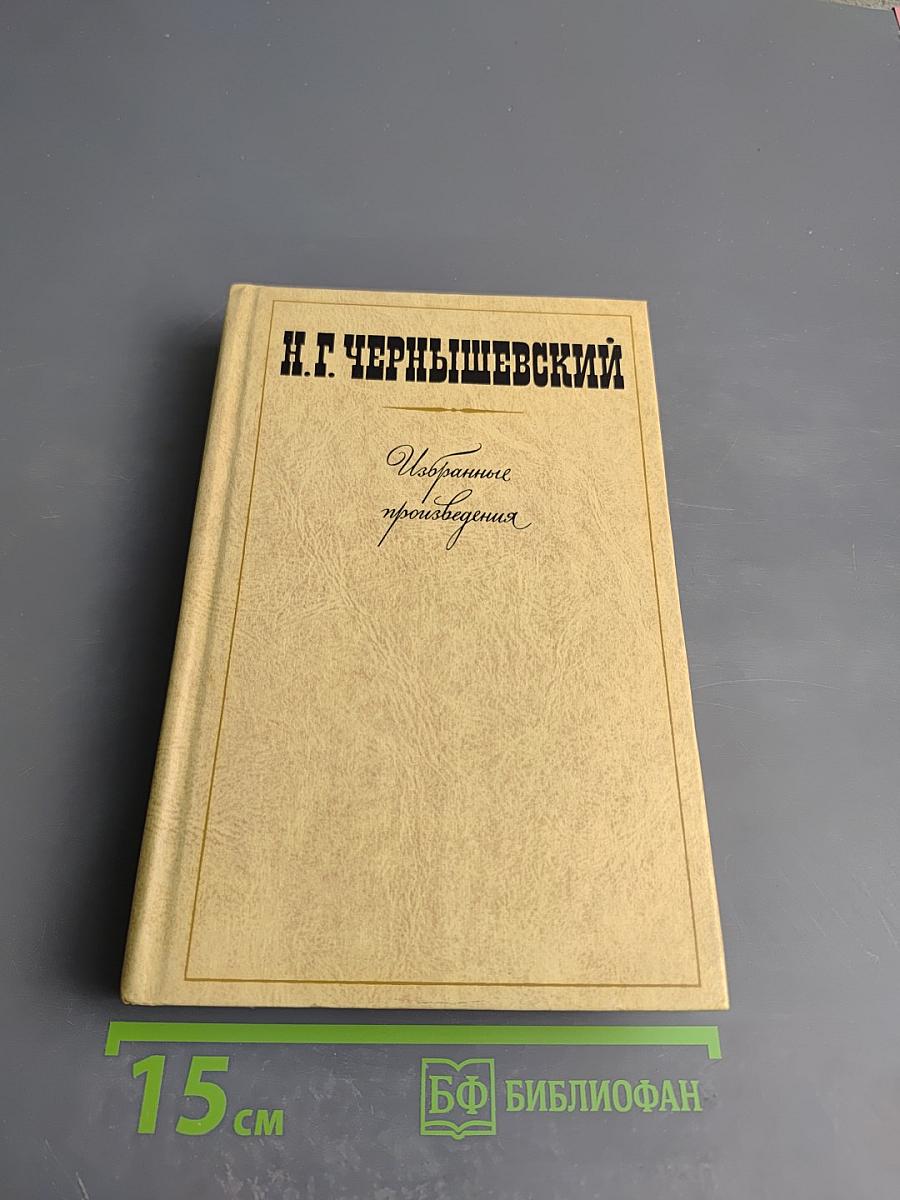 Н.Г. ЧЕРНЫШЕВСКИЙ
Избранные
произведения
15 см
БФ БИБЛИОФАН